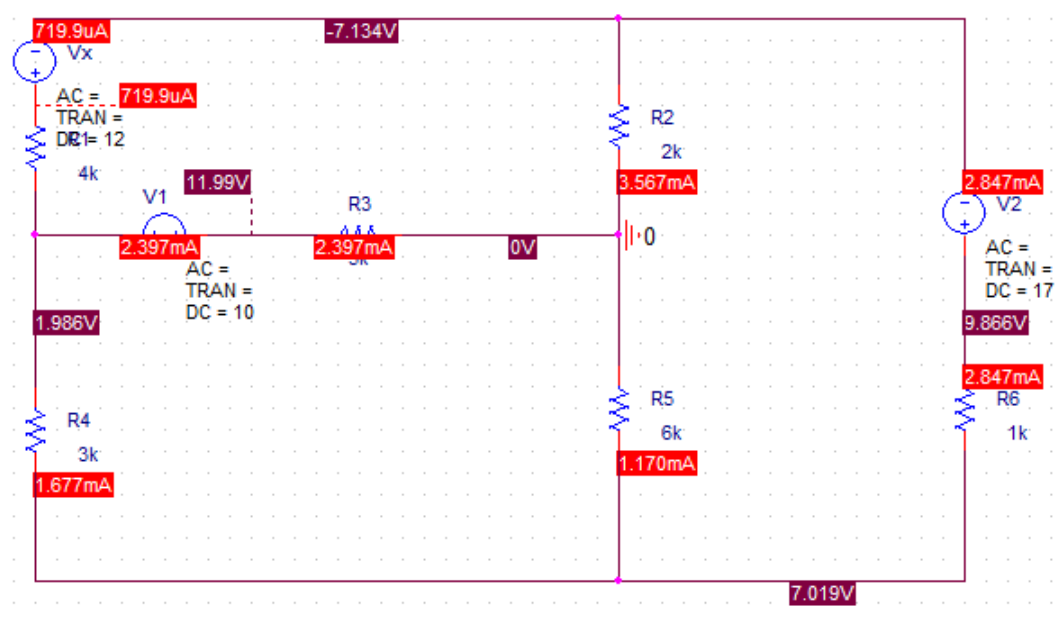 719.9uA
-7.134V
Vx
AC =
719.9uA
TRAN =
R1
DC = 12
4k
R2
2k
3.567mA
2.847mA
V2
11.99V
V1
R3
2.397mA
2.397mA
0V
0
AC =
TRAN =
DC = 10
AC =
TRAN =
DC = 17
1.986V
9.866V
2.847mA
R4
3k
1.677mA
R5
6k
1.170mA
R6
1k
7.019V